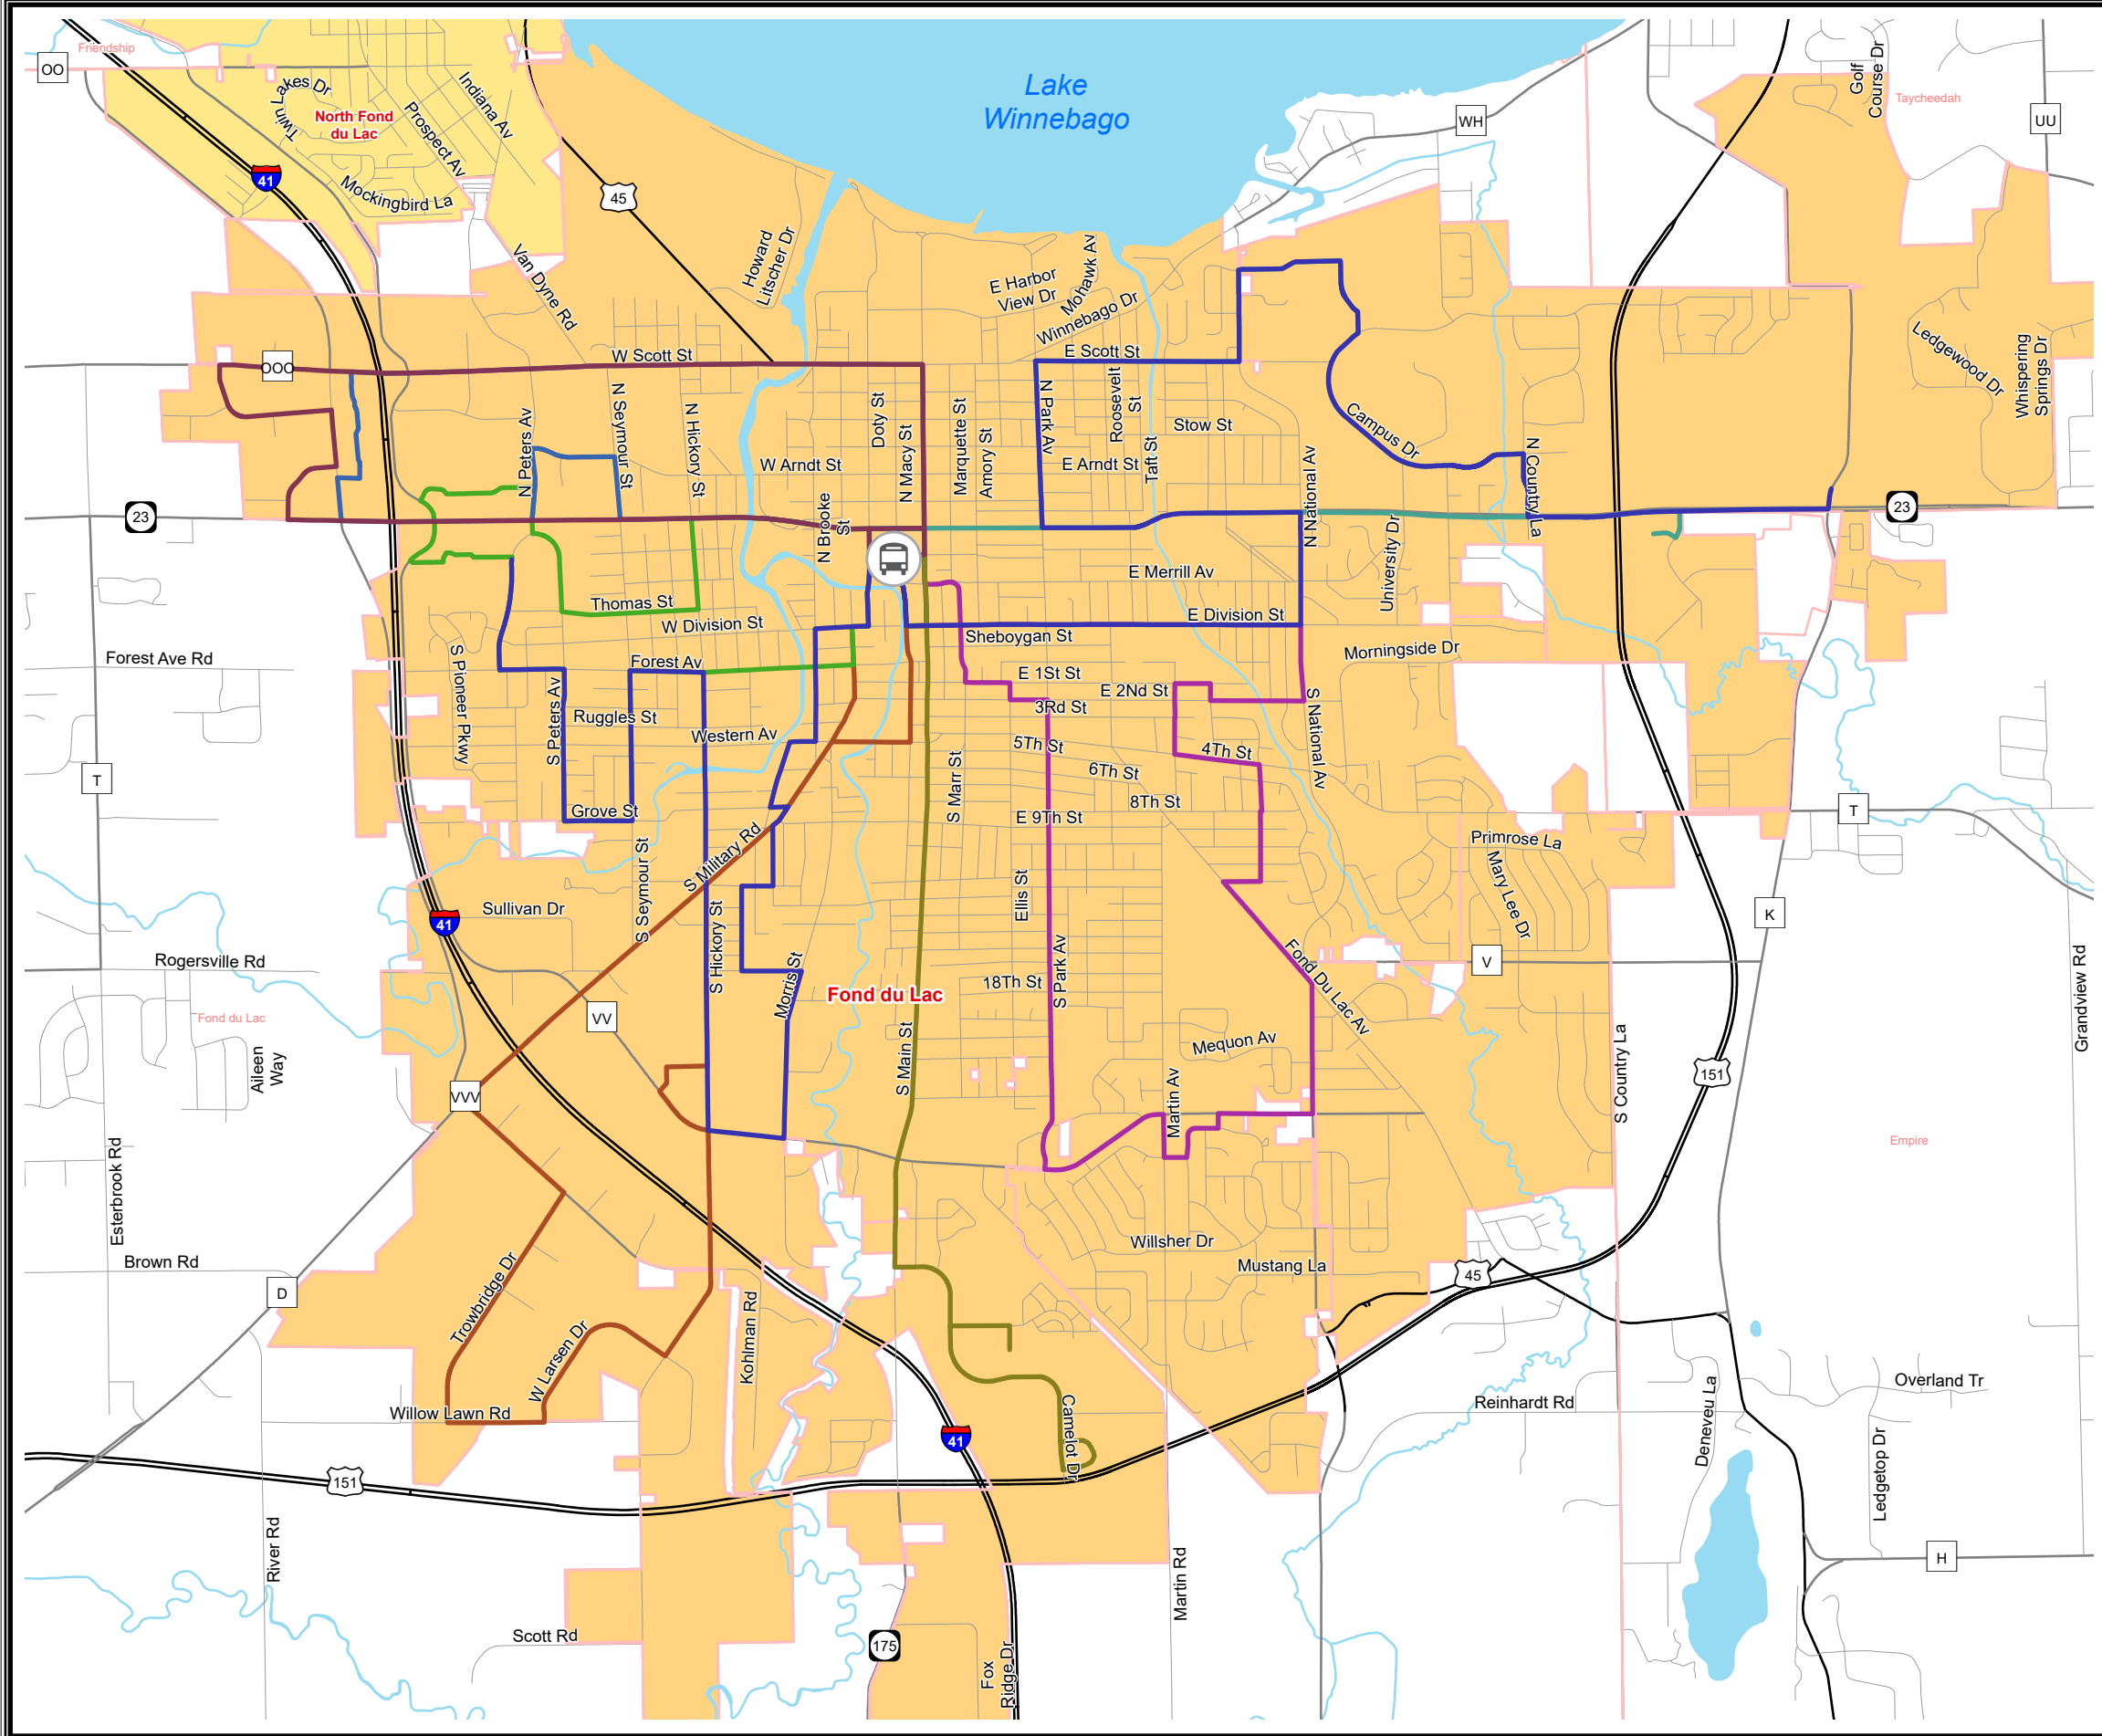 Friendship
OO
Twin Lakes Dr
Indiana Av
North Fond
du Lac
Prospect Av
41
Mockingbird La
45
Van Dyne Rd
Howard
Litscher Dr
Lake
Winnebago
WH
Golf
Course Dr
Taycheedah
UU
E Harbor
View Dr
Mohawk Av
Winnebago Dr
Ledgewood Dr
Whispering
Springs Dr
OOO
W Scott St
E Scott St
N Peters Av
N Seymour St
N Hickory St
Doty St
N Macy St
Marquette St
Amory St
N Park Av
Roosevelt
St
Taft St
Stow St
Campus Dr
W Arndt St
E Arndt St
N National Av
N Country La
23
23
N Brooke
St
University Dr
E Merrill Av
Thomas St
W Division St
E Division St
Sheboygan St
Morningside Dr
Forest Ave Rd
S Pioneer Pkwy
Forest Av
E 1St St
E 2Nd St
3Rd St
S Peters Av
Ruggles St
Western Av
5Th St
4Th St
S National Av
6Th St
T
Grove St
S Marr St
8Th St
E 9Th St
T
S Military Rd
S Seymour St
Primrose La
Mary Lee Dr
Ellis St
Sullivan Dr
41
K
S Hickory St
Rogersville Rd
Morris St
18Th St
S Park Av
Fond Du Lac Av
V
Grandview Rd
Fond du Lac
Fond du Lac
VV
S Main St
Mequon Av
Aileen
Way
VVV
Martin Av
S Country La
151
Empire
Esterbrook Rd
Brown Rd
Willsher Dr
Mustang La
45
D
Trowbridge Dr
W Larsen Dr
Kohlman Rd
Willow Lawn Rd
Camelot Dr
Reinhardt Rd
Overland Tr
Deneveu La
Ledgetop Dr
41
151
River Rd
H
Martin Rd
Scott Rd
175
Fox
Ridge Dr